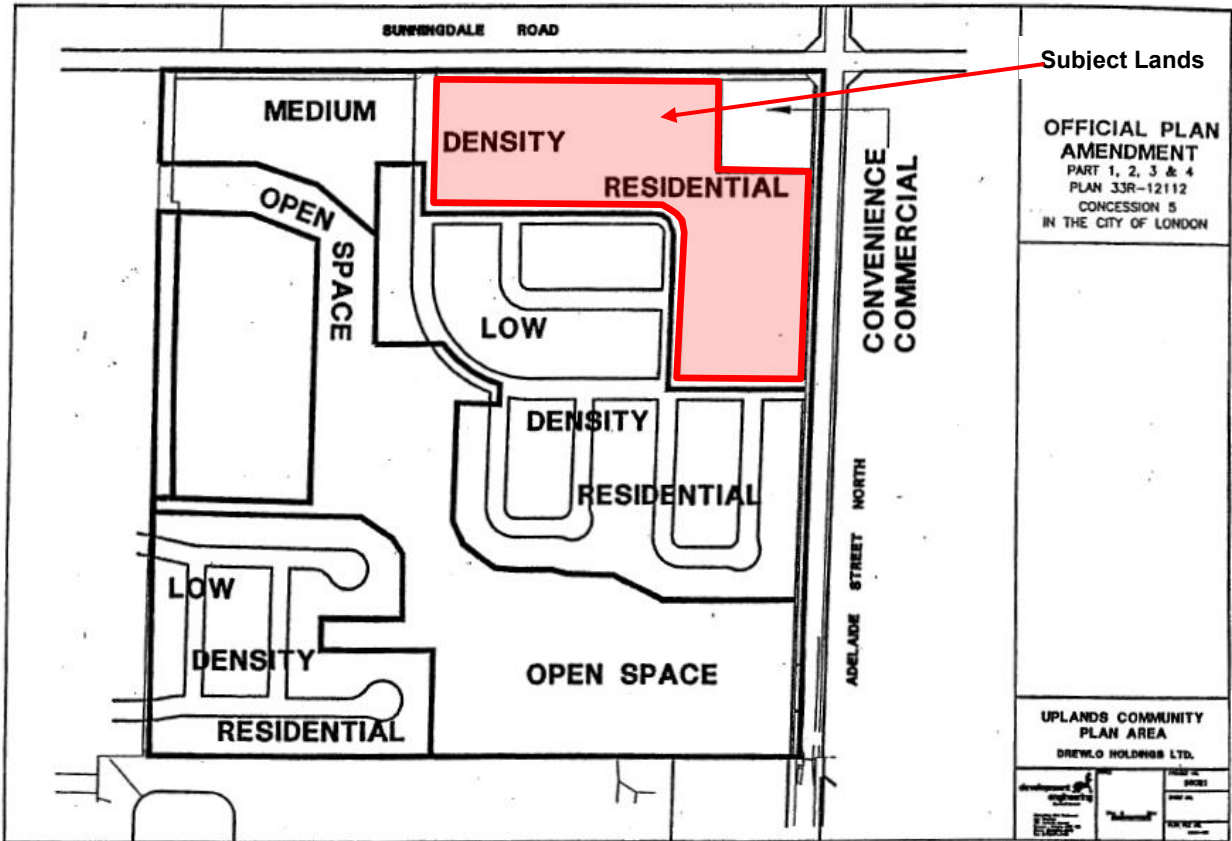 SUNNINGDALE ROAD
Subject Lands
MEDIUM
DENSITY
RESIDENTIAL
OPEN
SPACE
CONVENIENCE
COMMERCIAL
LOW
DENSITY
RESIDENTIAL
ADELAIDE STREET NORTH
LOW
DENSITY
RESIDENTIAL
OPEN SPACE
OFFICIAL PLAN
AMENDMENT
PART 1, 2, 3 & 4
PLAN 33R-12112
CONCESSION 5
IN THE CITY OF LONDON
UPLANDS COMMUNITY
PLAN AREA
DREWLO HOLDINGS LTD.
development
engineering